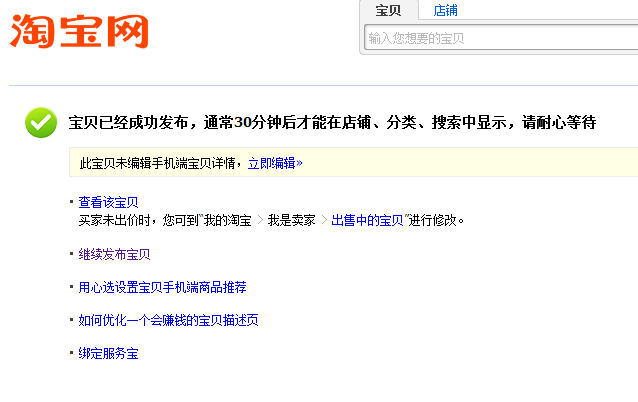 宝贝 店铺
淘宝网
输入您想要的宝贝
宝贝已经成功发布，通常30分钟后才能在店铺、分类、搜索中显示，请耐心等待
此宝贝未编辑手机端宝贝详情，立即编辑»
查看该宝贝
买家未出价时，您可到"我的淘宝 > 我是卖家 > 出售中的宝贝"进行修改。
继续发布宝贝
用心选设置宝贝手机端商品推荐
如何优化一个会赚钱的宝贝描述页
绑定服务宝